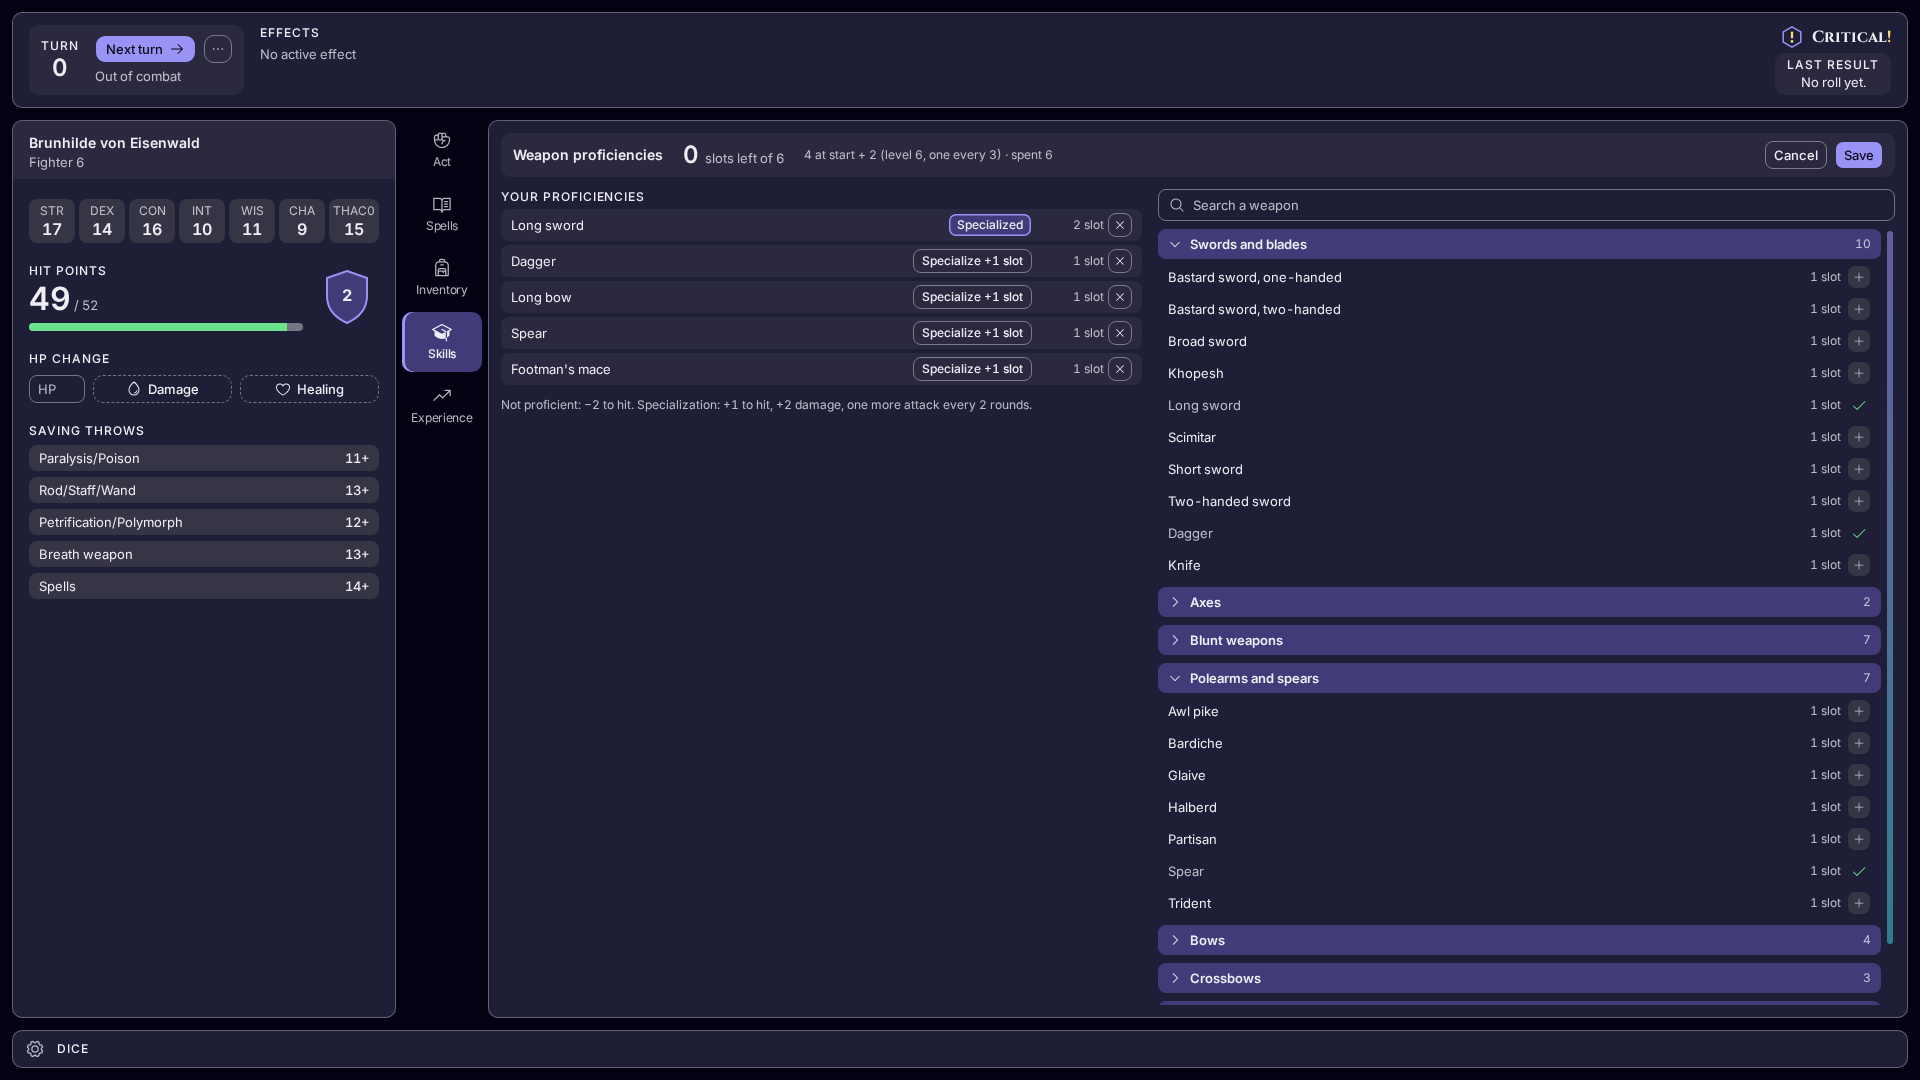 TURN
0
Next turn
...
Out of combat
EFFECTS
No active effect
CRITICAL!
LAST RESULT
No roll yet.
Brunhilde von Eisenwald
Fighter 6
STR DEX CON INT WIS CHA THAC0
17 14 16 10 11 9 15
HIT POINTS
49 / 52
2
HP CHANGE
HP Damage Healing
SAVING THROWS
Paralysis/Poison 11+
Rod/Staff/Wand 13+
Petrification/Polymorph 12+
Breath weapon 13+
Spells 14+
Act
Spells
Inventory
Skills
Experience
Weapon proficiencies 0 slots left of 6 4 at start + 2 (level 6, one every 3) · spent 6 Cancel Save
YOUR PROFICIENCIES
Long sword Specialized 2 slot
Dagger Specialize +1 slot 1 slot
Long bow Specialize +1 slot 1 slot
Spear Specialize +1 slot 1 slot
Footman's mace Specialize +1 slot 1 slot
Not proficient: −2 to hit. Specialization: +1 to hit, +2 damage, one more attack every 2 rounds.
Search a weapon
Swords and blades 10
Bastard sword, one-handed 1 slot
Bastard sword, two-handed 1 slot
Broad sword 1 slot
Khopesh 1 slot
Long sword 1 slot
Scimitar 1 slot
Short sword 1 slot
Two-handed sword 1 slot
Dagger 1 slot
Knife 1 slot
Axes 2
Blunt weapons 7
Polearms and spears 7
Awl pike 1 slot
Bardiche 1 slot
Glaive 1 slot
Halberd 1 slot
Partisan 1 slot
Spear 1 slot
Trident 1 slot
Bows 4
Crossbows 3
DICE